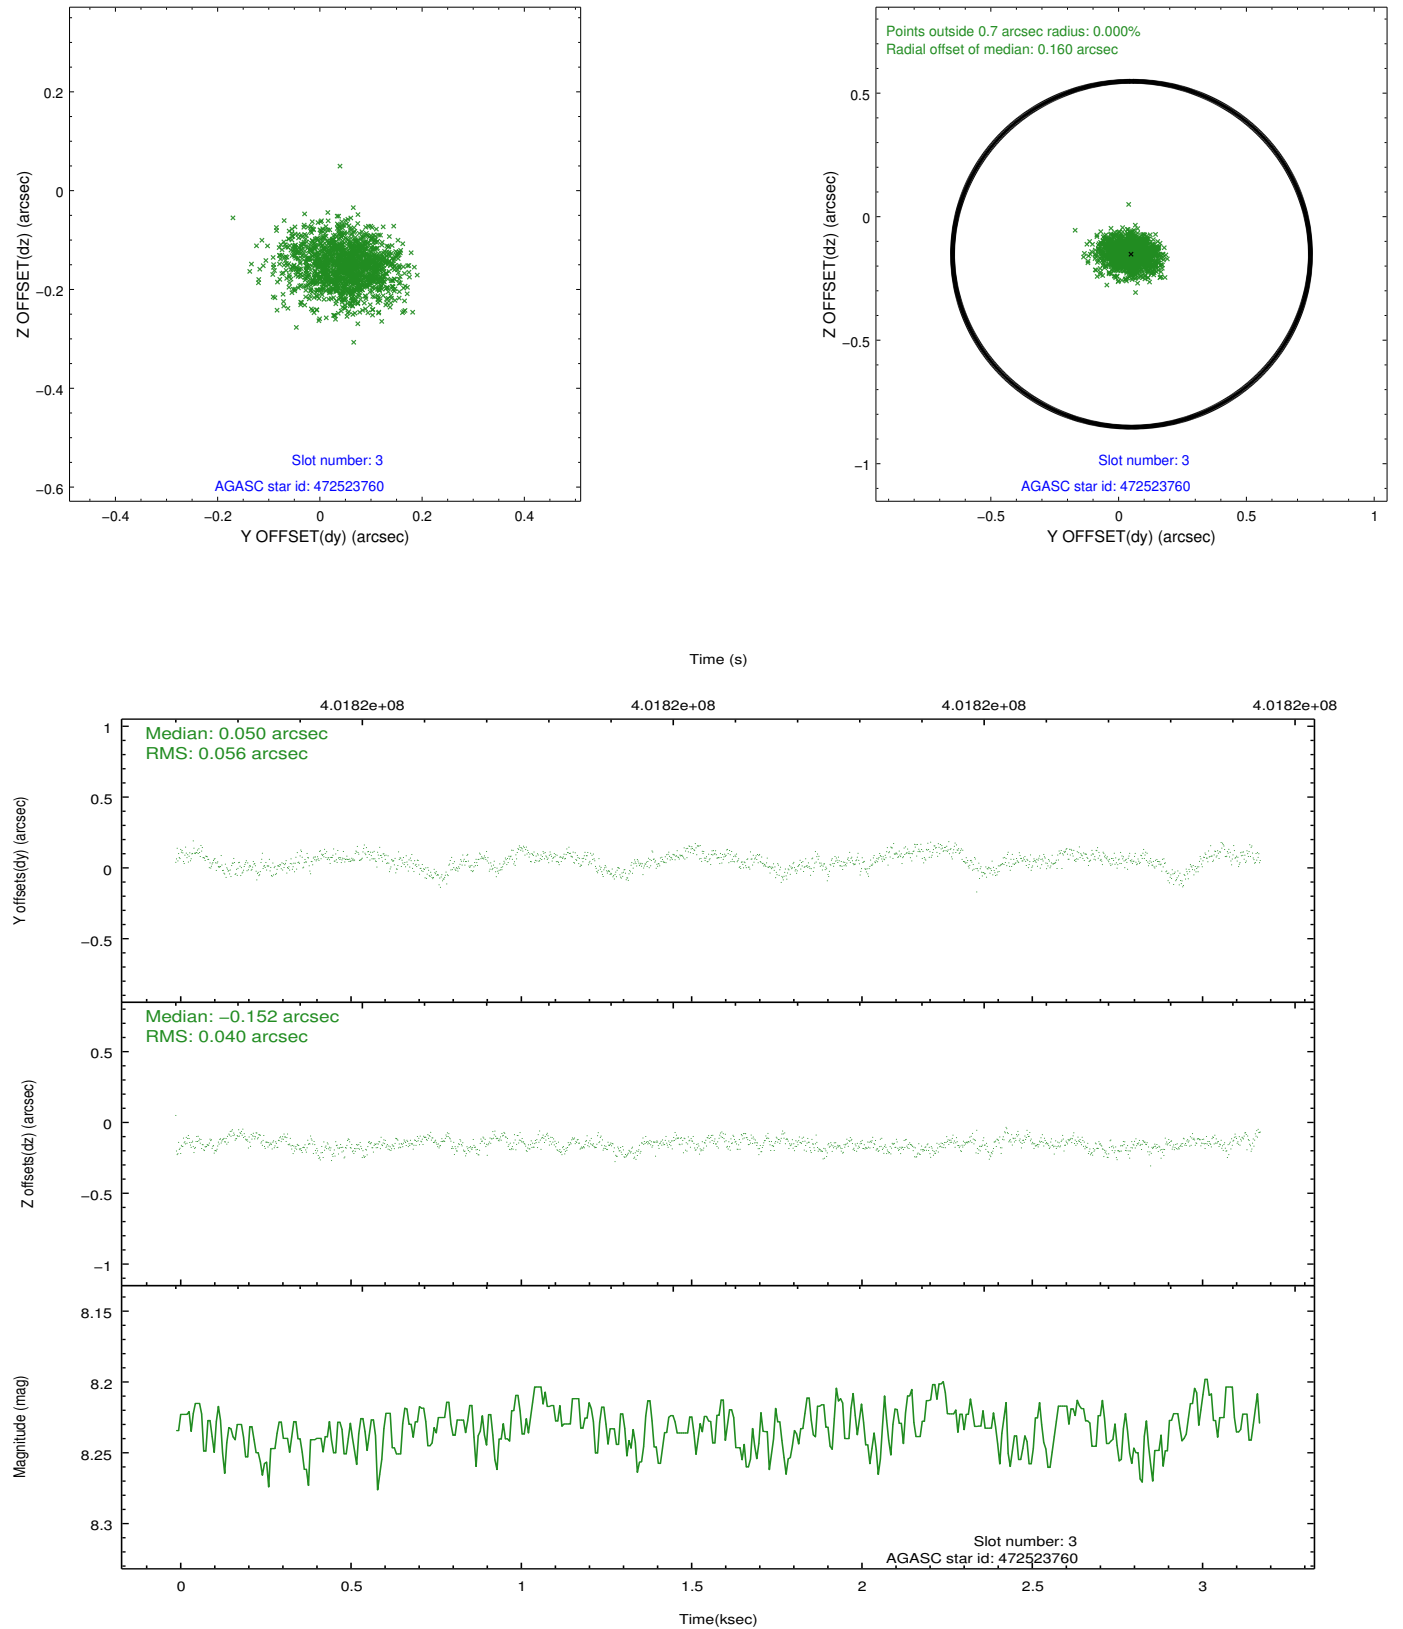 0.2
0
−0.2
−0.4
−0.6
Z OFFSET(dz) (arcsec)
Slot number: 3
AGASC star id: 472523760
−0.4
−0.2
0
0.2
0.4
Y OFFSET(dy) (arcsec)
Points outside 0.7 arcsec radius: 0.000%
Radial offset of median: 0.160 arcsec
0.5
0
−0.5
−1
Z OFFSET(dz) (arcsec)
Slot number: 3
AGASC star id: 472523760
−0.5
0
0.5
1
Y OFFSET(dy) (arcsec)
Time (s)
4.0182e+08
4.0182e+08
4.0182e+08
4.0182e+08
Median: 0.050 arcsec
RMS: 0.056 arcsec
1
0.5
0
−0.5
Y offsets(dy) (arcsec)
Median: −0.152 arcsec
RMS: 0.040 arcsec
0.5
0
−0.5
−1
Z offsets(dz) (arcsec)
8.15
8.2
8.25
8.3
Magnitude (mag)
Slot number: 3
AGASC star id: 472523760
0
0.5
1
1.5
2
2.5
3
Time(ksec)